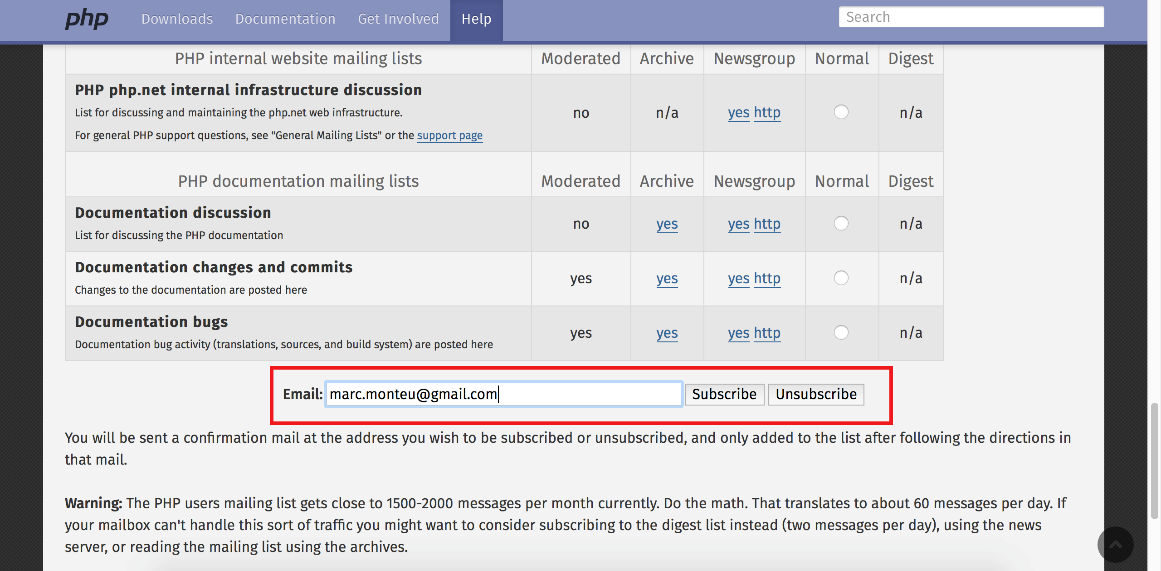 php Downloads Documentation Get Involved Help Search
PHP internal website mailing lists Moderated Archive Newsgroup Normal Digest
PHP php.net internal infrastructure discussion
List for discussing and maintaining the php.net web infrastructure.
no n/a yes http n/a
For general PHP support questions, see "General Mailing Lists" or the support page
PHP documentation mailing lists Moderated Archive Newsgroup Normal Digest
Documentation discussion
no yes yes http n/a
List for discussing the PHP documentation
Documentation changes and commits
yes yes yes http n/a
Changes to the documentation are posted here
Documentation bugs
yes yes yes http n/a
Documentation bug activity (translations, sources, and build system) are posted here
Email: marc.monteu@gmail.com Subscribe Unsubscribe
You will be sent a confirmation mail at the address you wish to be subscribed or unsubscribed, and only added to the list after following the directions in
that mail.
Warning: The PHP users mailing list gets close to 1500-2000 messages per month currently. Do the math. That translates to about 60 messages per day. If
your mailbox can't handle this sort of traffic you might want to consider subscribing to the digest list instead (two messages per day), using the news
server, or reading the mailing list using the archives.